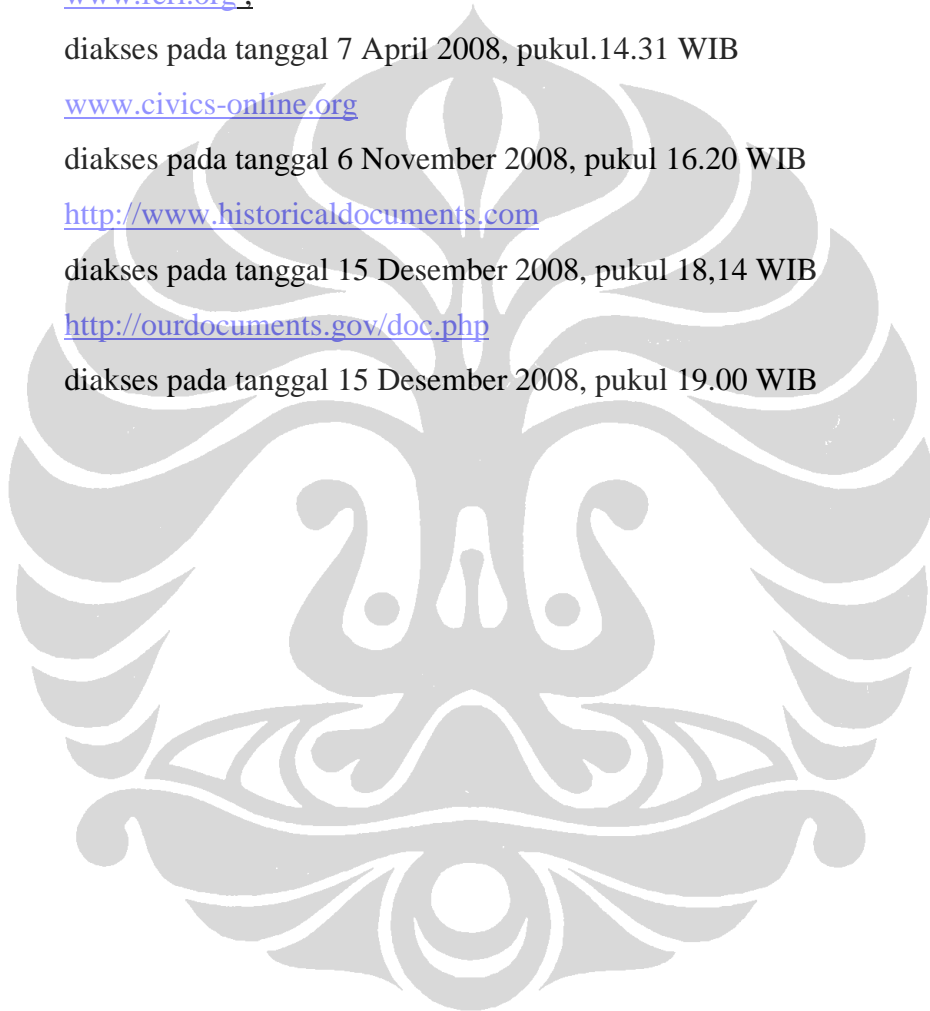 diakses pada tanggal 7 April 2008, pukul.14.31 WIB
www.civics-online.org
diakses pada tanggal 6 November 2008, pukul 16.20 WIB
http://www.historicaldocuments.com
diakses pada tanggal 15 Desember 2008, pukul 18,14 WIB
http://ourdocuments.gov/doc.php
diakses pada tanggal 15 Desember 2008, pukul 19.00 WIB